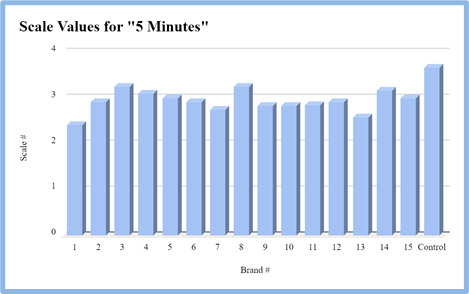 Scale Values for "5 Minutes"
4
3
2
1
0
Scale #
1 2 3 4 5 6 7 8 9 10 11 12 13 14 15 Control
Brand #